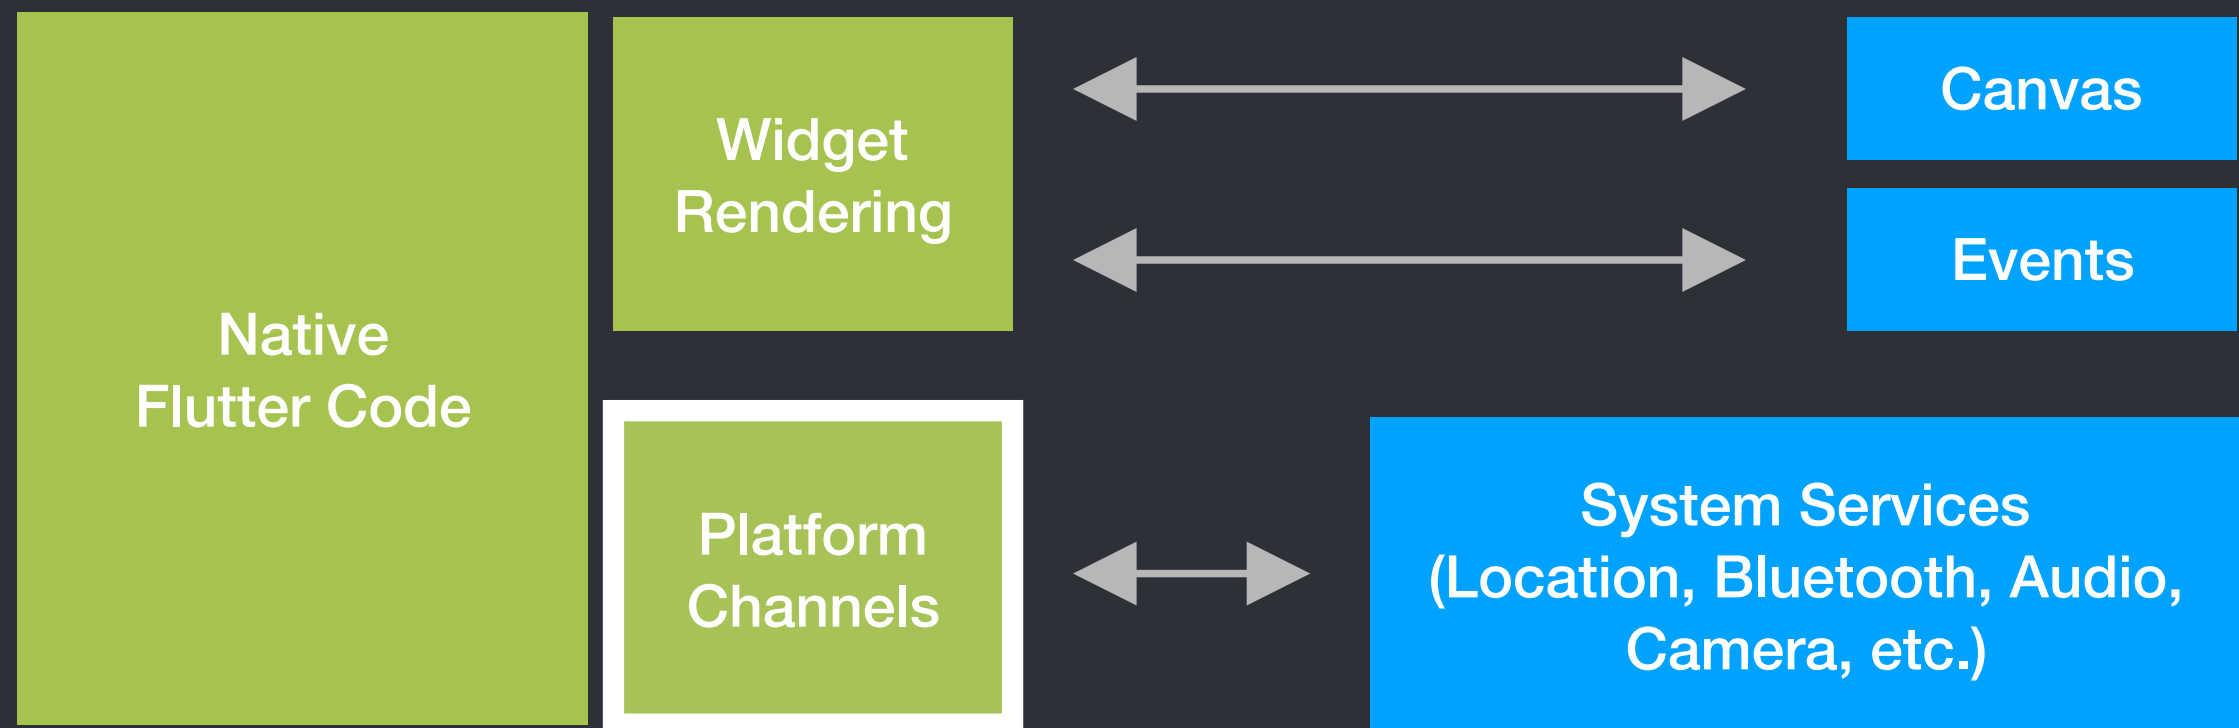 Native
Flutter Code
Widget
Rendering
Canvas
Events
Platform
Channels
System Services
(Location, Bluetooth, Audio,
Camera, etc.)